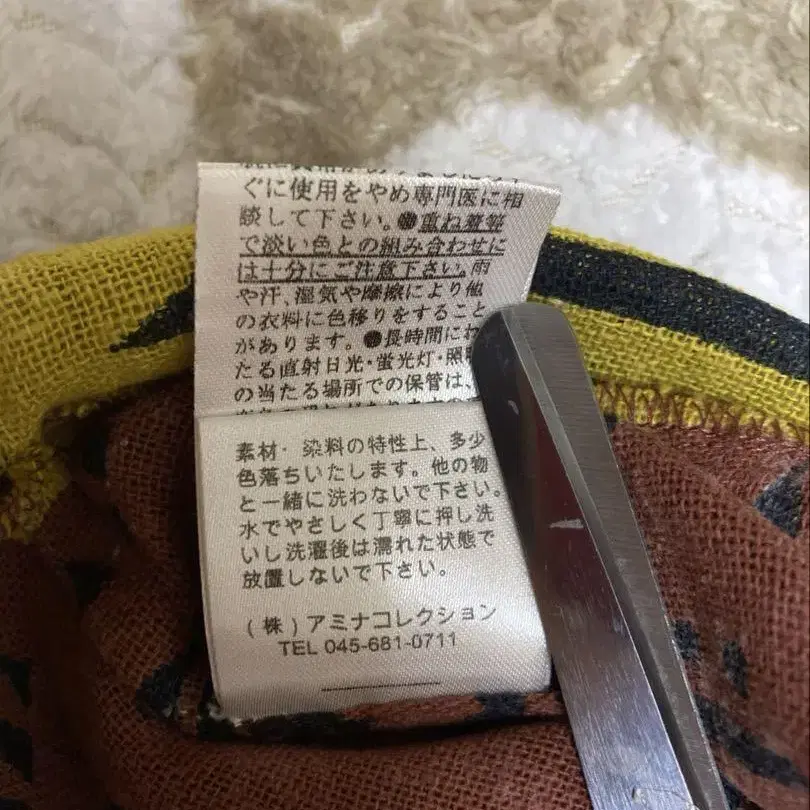 ぐに使用をやめ専門医に相
談して下さい。●重ね着等
で淡い色との組み合わせに
は十分にご注意下さい。雨
や汗、湿気や摩擦により他
の衣料に色移りをすること
があります。●長時間にわ
たる直射日光・蛍光灯・照明
の当たる場所での保管は、
素材・染料の特性上、多少
色落ちいたします。他の物
と一緒に洗わないで下さい。
水でやさしく丁寧に押し洗
いし洗濯後は濡れた状態で
放置しないで下さい。
(株)アミナコレクション
TEL 045-681-0711